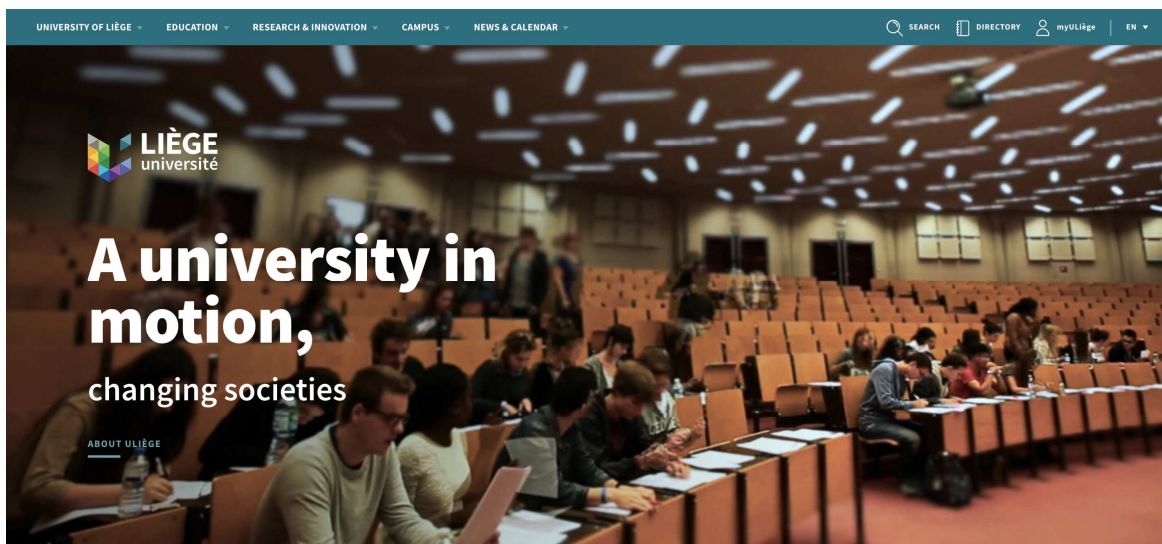 UNIVERSITY OF LIÈGE EDUCATION RESEARCH & INNOVATION CAMPUS NEWS & CALENDAR SEARCH DIRECTORY myULiège EN
LIÈGE
université
A university in
motion,
changing societies
ABOUT ULIÈGE